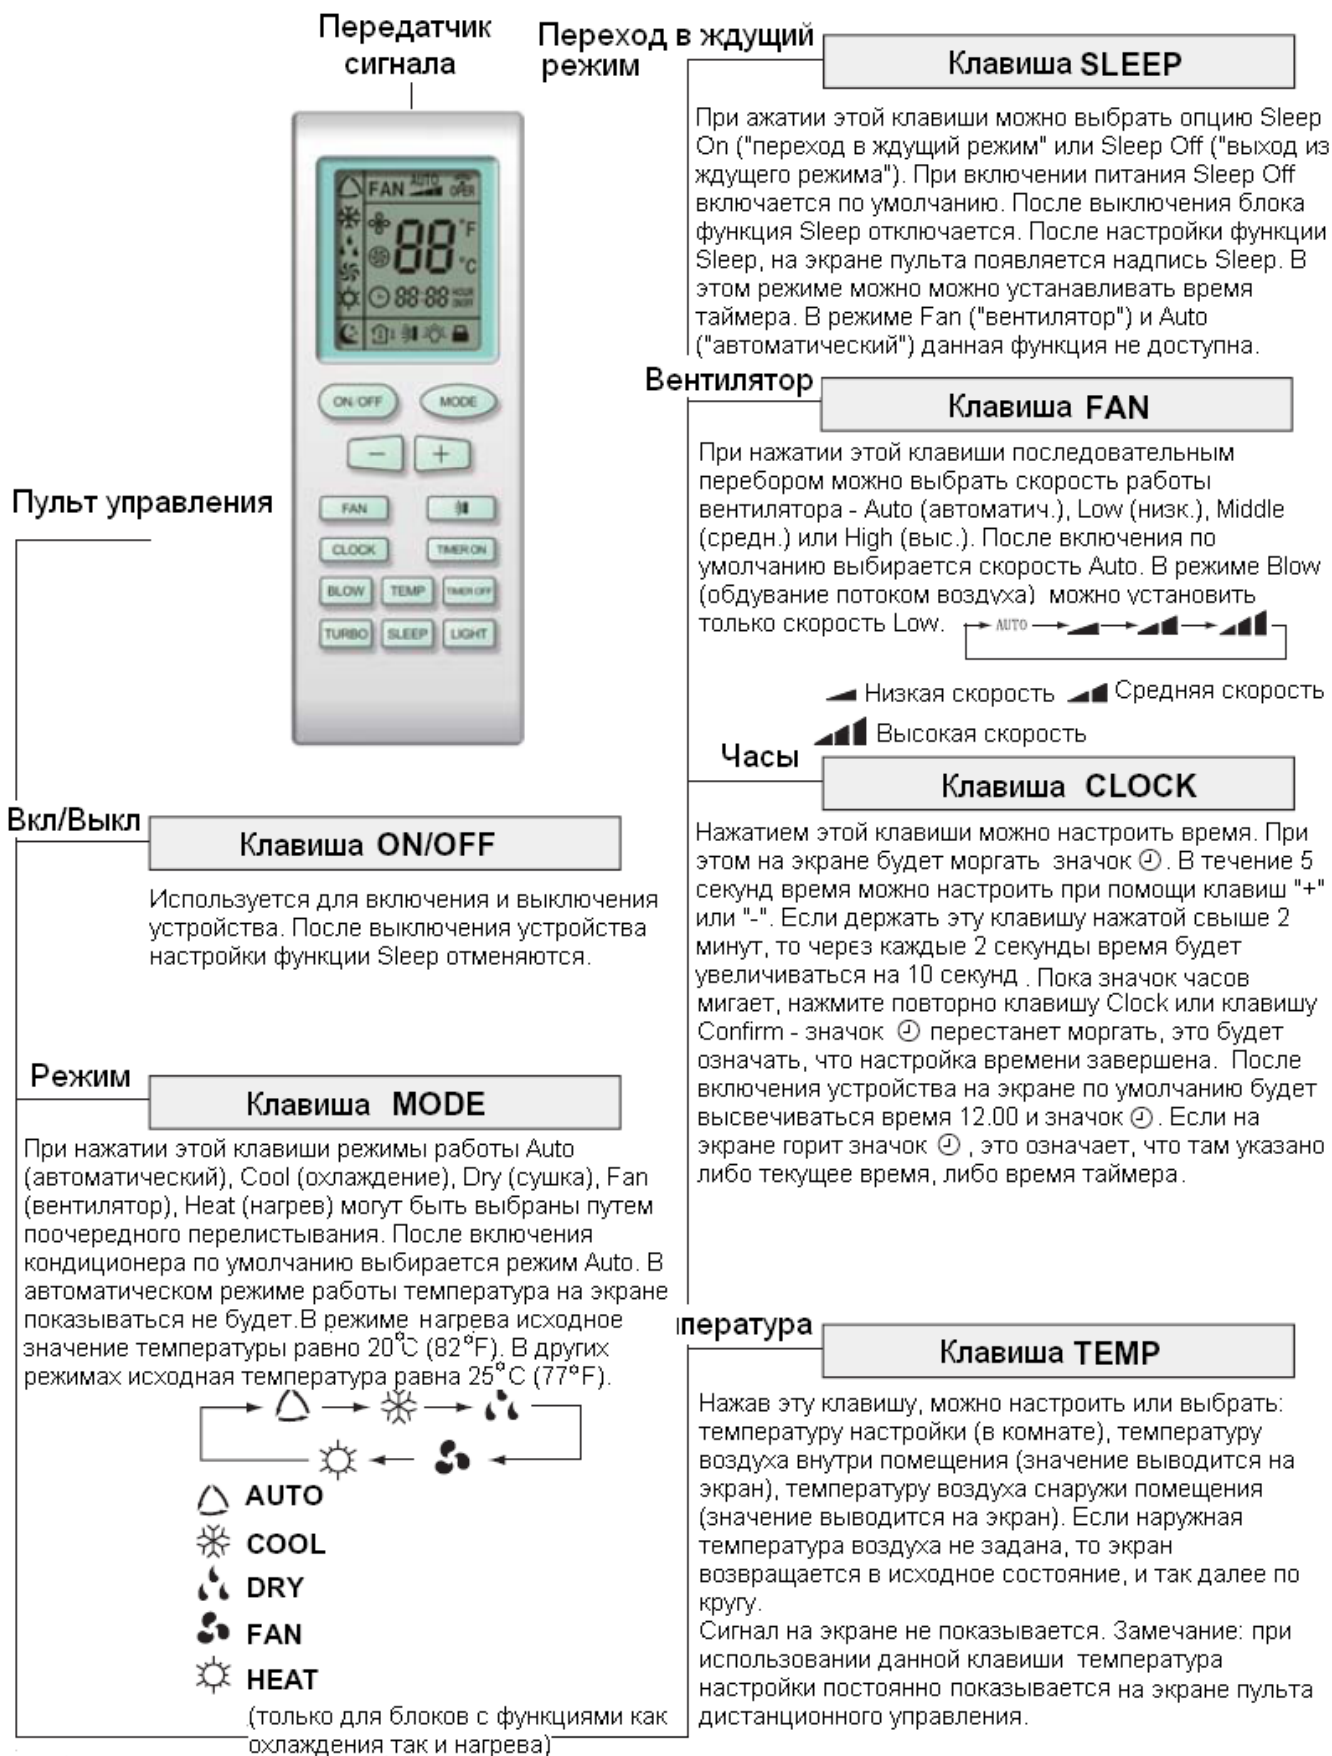 Передатчик
сигнала
FAN AUTO OPER
88 °F
°C
88:88 HOUR
ON/OFF
ON/OFF MODE
- +
FAN
CLOCK TIMER ON
BLOW TEMP TIMER OFF
TURBO SLEEP LIGHT
Пульт управления
Вкл/Выкл
Клавиша ON/OFF
Используется для включения и выключения
устройства. После выключения устройства
настройки функции Sleep отменяются.
Режим
Клавиша MODE
При нажатии этой клавиши режимы работы Auto
(автоматический), Cool (охлаждение), Dry (сушка), Fan
(вентилятор), Heat (нагрев) могут быть выбраны путем
поочередного перелистывания. После включения
кондиционера по умолчанию выбирается режим Auto. В
автоматическом режиме работы температура на экране
показываться не будет.В режиме нагрева исходное
значение температуры равно 20°C (82°F). В других
режимах исходная температура равна 25°C (77°F).
AUTO
COOL
DRY
FAN
HEAT
(только для блоков с функциями как
охлаждения так и нагрева)
Переход в ждущий
режим
Клавиша SLEEP
При ажатии этой клавиши можно выбрать опцию Sleep
On ("переход в ждущий режим" или Sleep Off ("выход из
ждущего режима"). При включении питания Sleep Off
включается по умолчанию. После выключения блока
функция Sleep отключается. После настройки функции
Sleep, на экране пульта появляется надпись Sleep. В
этом режиме можно можно устанавливать время
таймера. В режиме Fan ("вентилятор") и Auto
("автоматический") данная функция не доступна.
Вентилятор
Клавиша FAN
При нажатии этой клавиши последовательным
перебором можно выбрать скорость работы
вентилятора - Auto (автоматич.), Low (низк.), Middle
(средн.) или High (выс.). После включения по
умолчанию выбирается скорость Auto. В режиме Blow
(обдувание потоком воздуха) можно установить
только скорость Low. AUTO
Низкая скорость Средняя скорость
Высокая скорость
Часы
Клавиша CLOCK
Нажатием этой клавиши можно настроить время. При
этом на экране будет моргать значок . В течение 5
секунд время можно настроить при помощи клавиш "+"
или "-". Если держать эту клавишу нажатой свыше 2
минут, то через каждые 2 секунды время будет
увеличиваться на 10 секунд . Пока значок часов
мигает, нажмите повторно клавишу Clock или клавишу
Confirm - значок перестанет моргать, это будет
означать, что настройка времени завершена. После
включения устройства на экране по умолчанию будет
высвечиваться время 12.00 и значок . Если на
экране горит значок , это означает, что там указано
либо текущее время, либо время таймера.
пература
Клавиша TEMP
Нажав эту клавишу, можно настроить или выбрать:
температуру настройки (в комнате), температуру
воздуха внутри помещения (значение выводится на
экран), температуру воздуха снаружи помещения
(значение выводится на экран). Если наружная
температура воздуха не задана, то экран
возвращается в исходное состояние, и так далее по
кругу.
Сигнал на экране не показывается. Замечание: при
использовании данной клавиши температура
настройки постоянно показывается на экране пульта
дистанционного управления.